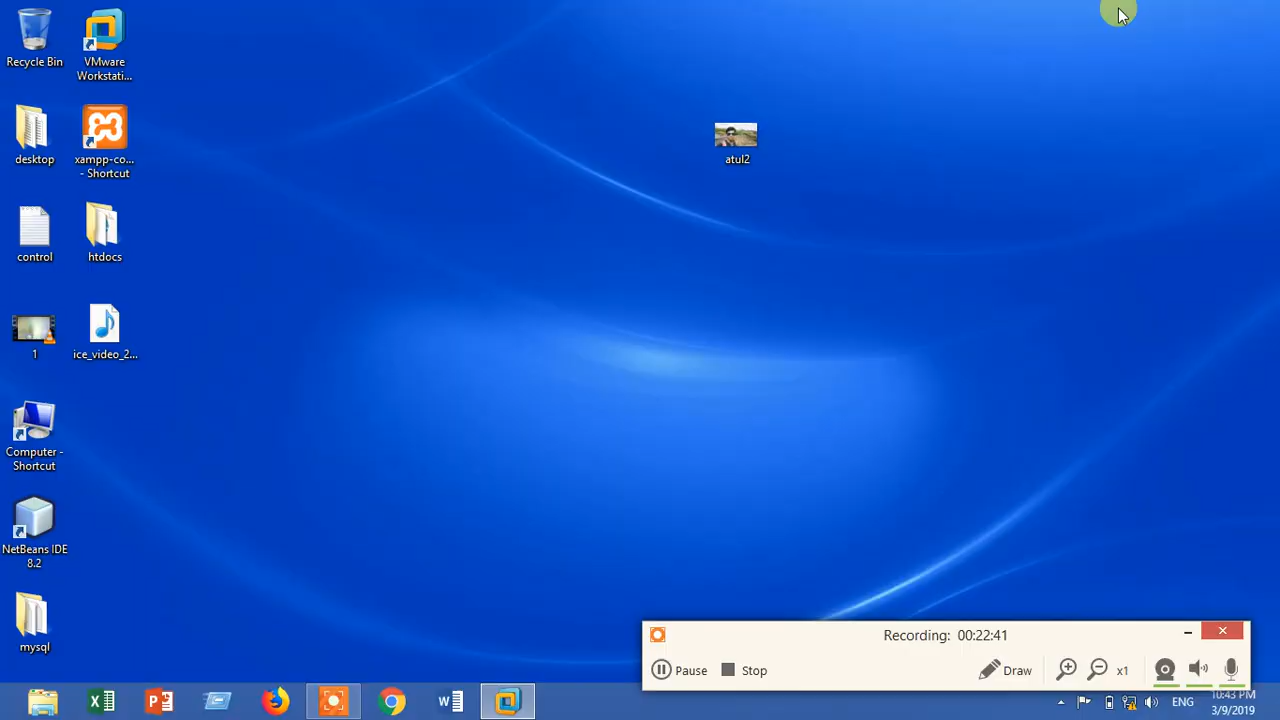 Recycle Bin
VMware
Workstati...
desktop
xampp-co...
- Shortcut
atul2
control
htdocs
1
ice_video_2...
Computer -
Shortcut
NetBeans IDE
8.2
mysql
Recording: 00:22:41
Pause
Stop
Draw
x1
ENG
10:43 PM
3/9/2019